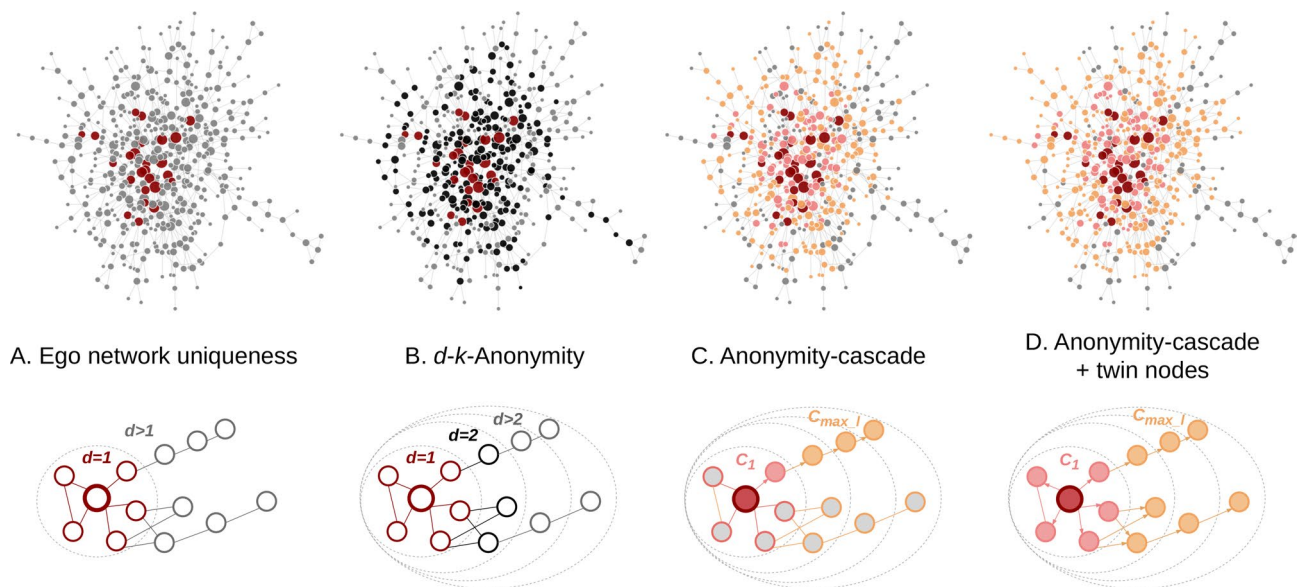 A. Ego network uniqueness
B. d-k-Anonymity
C. Anonymity-cascade
D. Anonymity-cascade
+ twin nodes
d>1
d=1
d>2
d=2
d=1
C_max_l
C_1
C_max_l
C_1